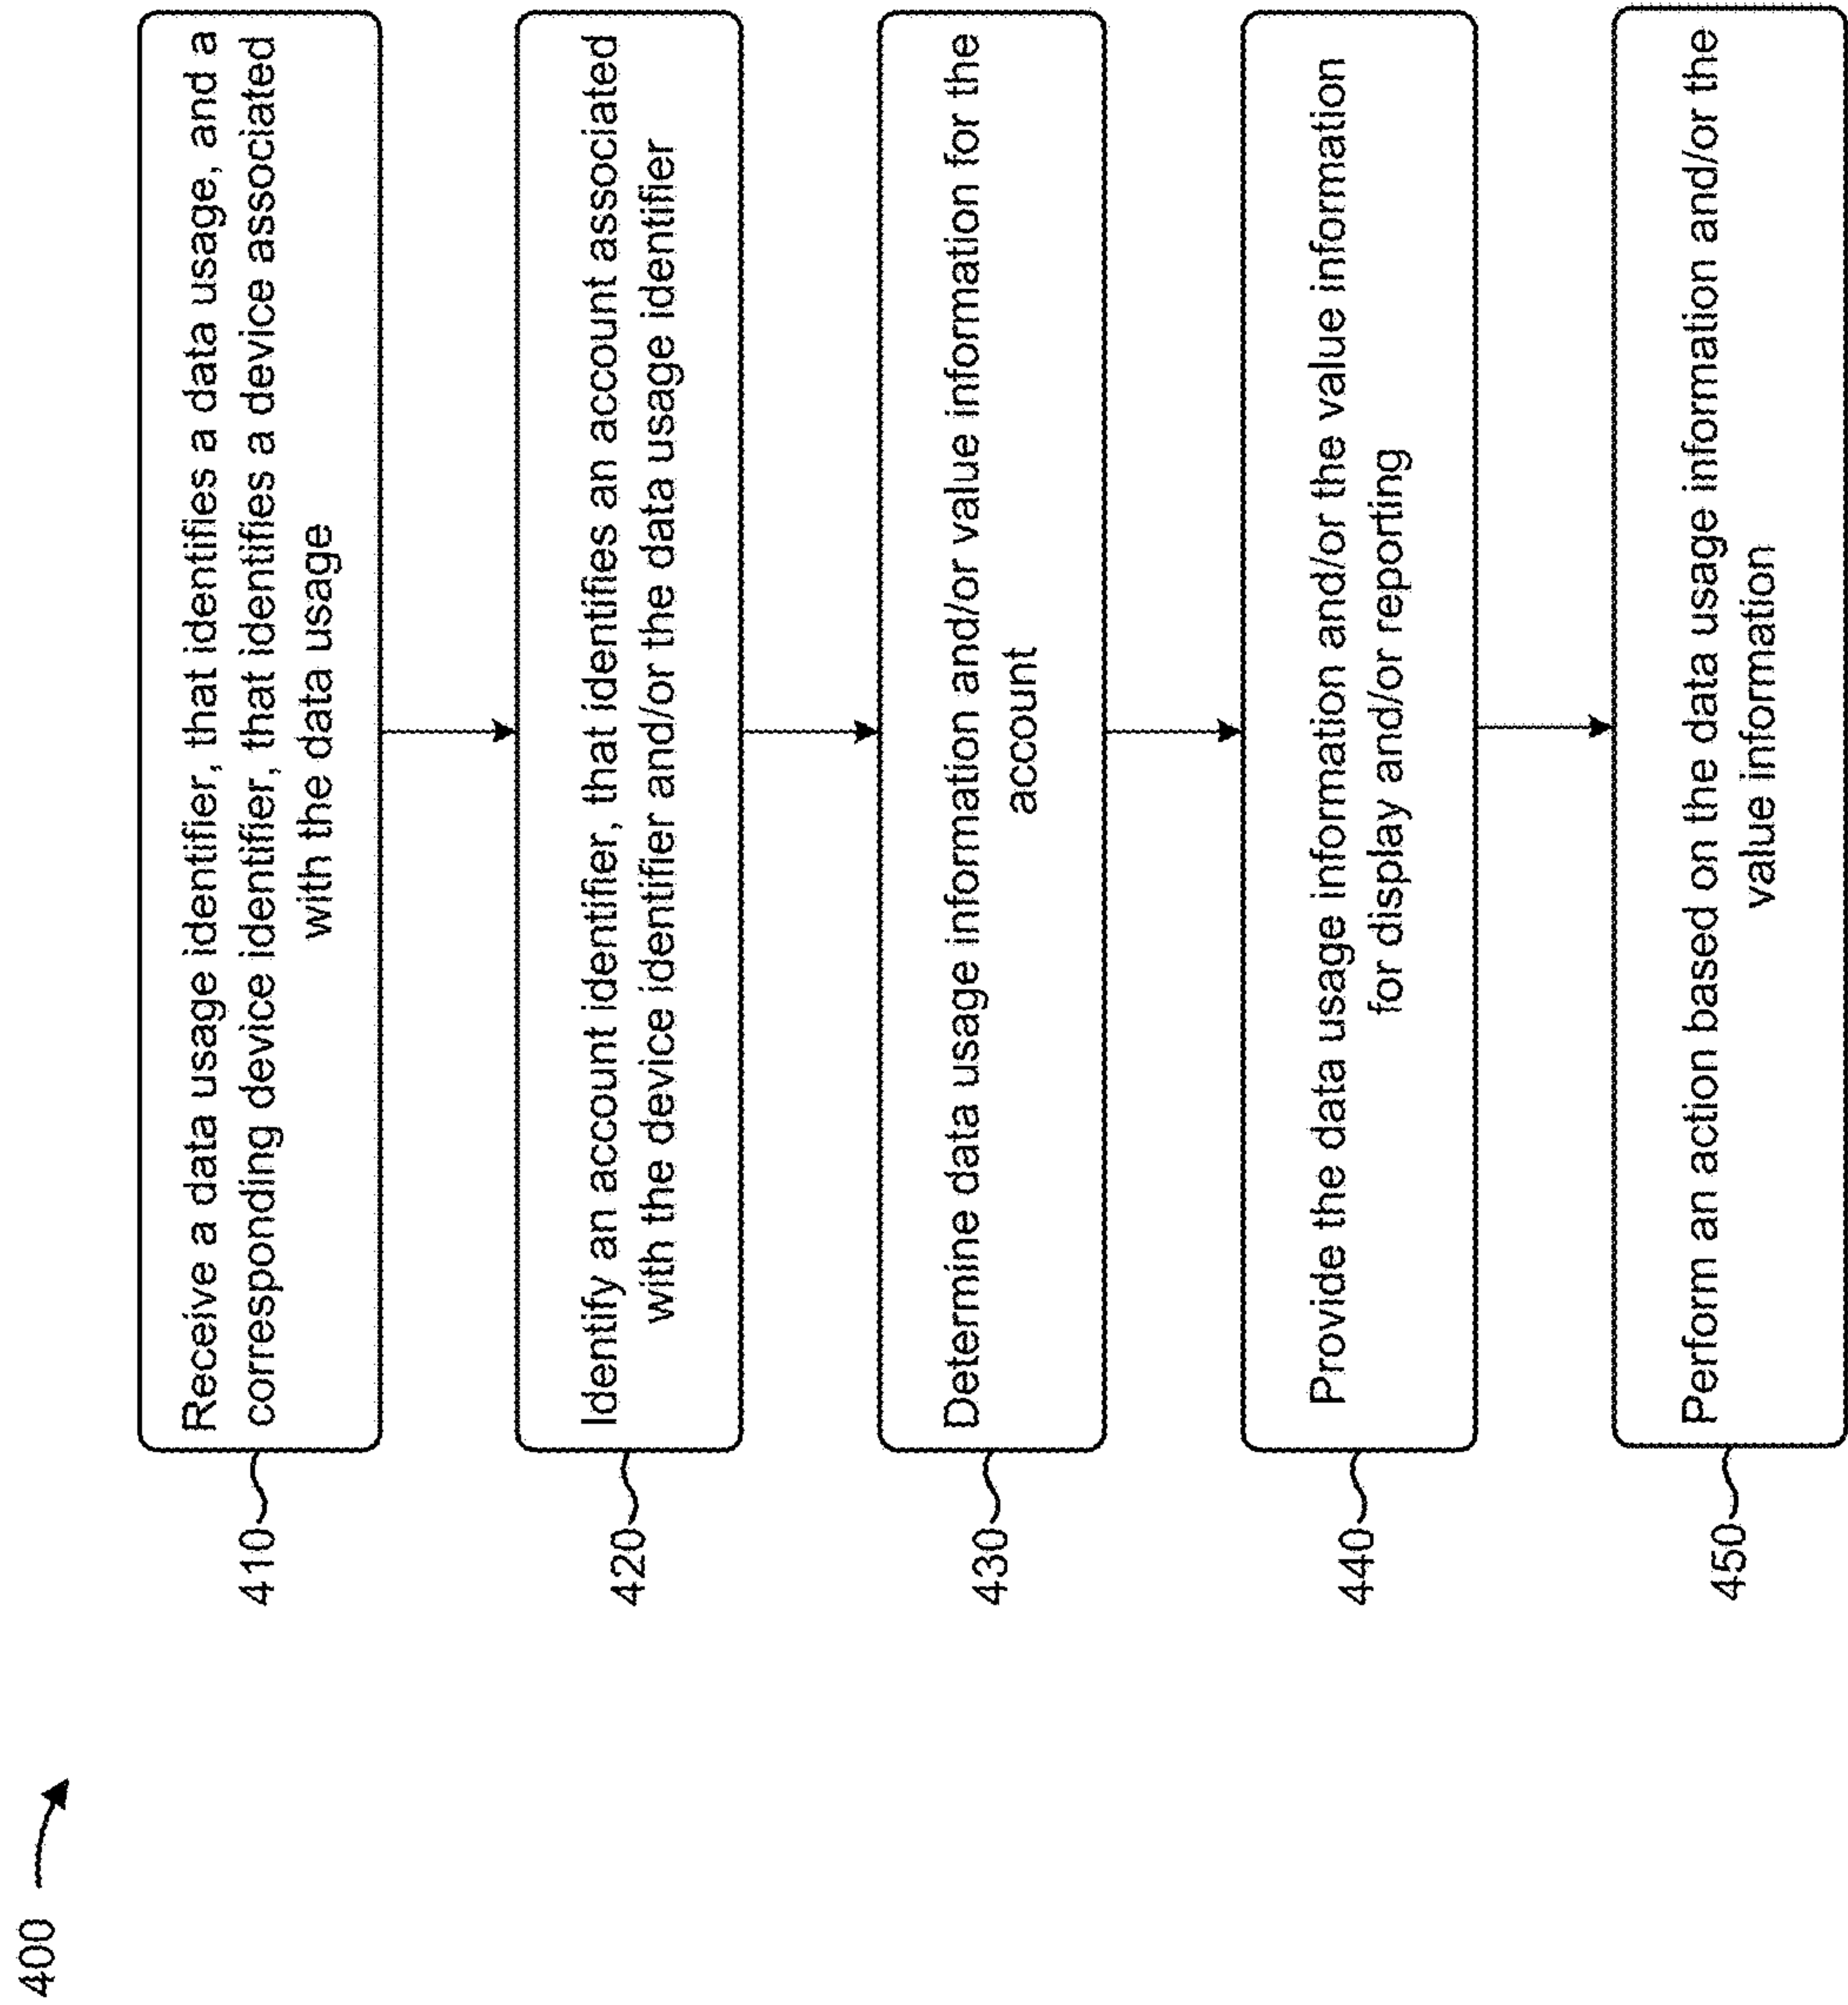 400
410
Receive a data usage identifier, that identifies a data usage, and a
corresponding device identifier, that identifies a device associated
with the data usage
420
Identify an account identifier, that identifies an account associated
with the device identifier and/or the data usage identifier
430
Determine data usage information and/or value information for the
account
440
Provide the data usage information and/or the value information
for display and/or reporting
450
Perform an action based on the data usage information and/or the
value information